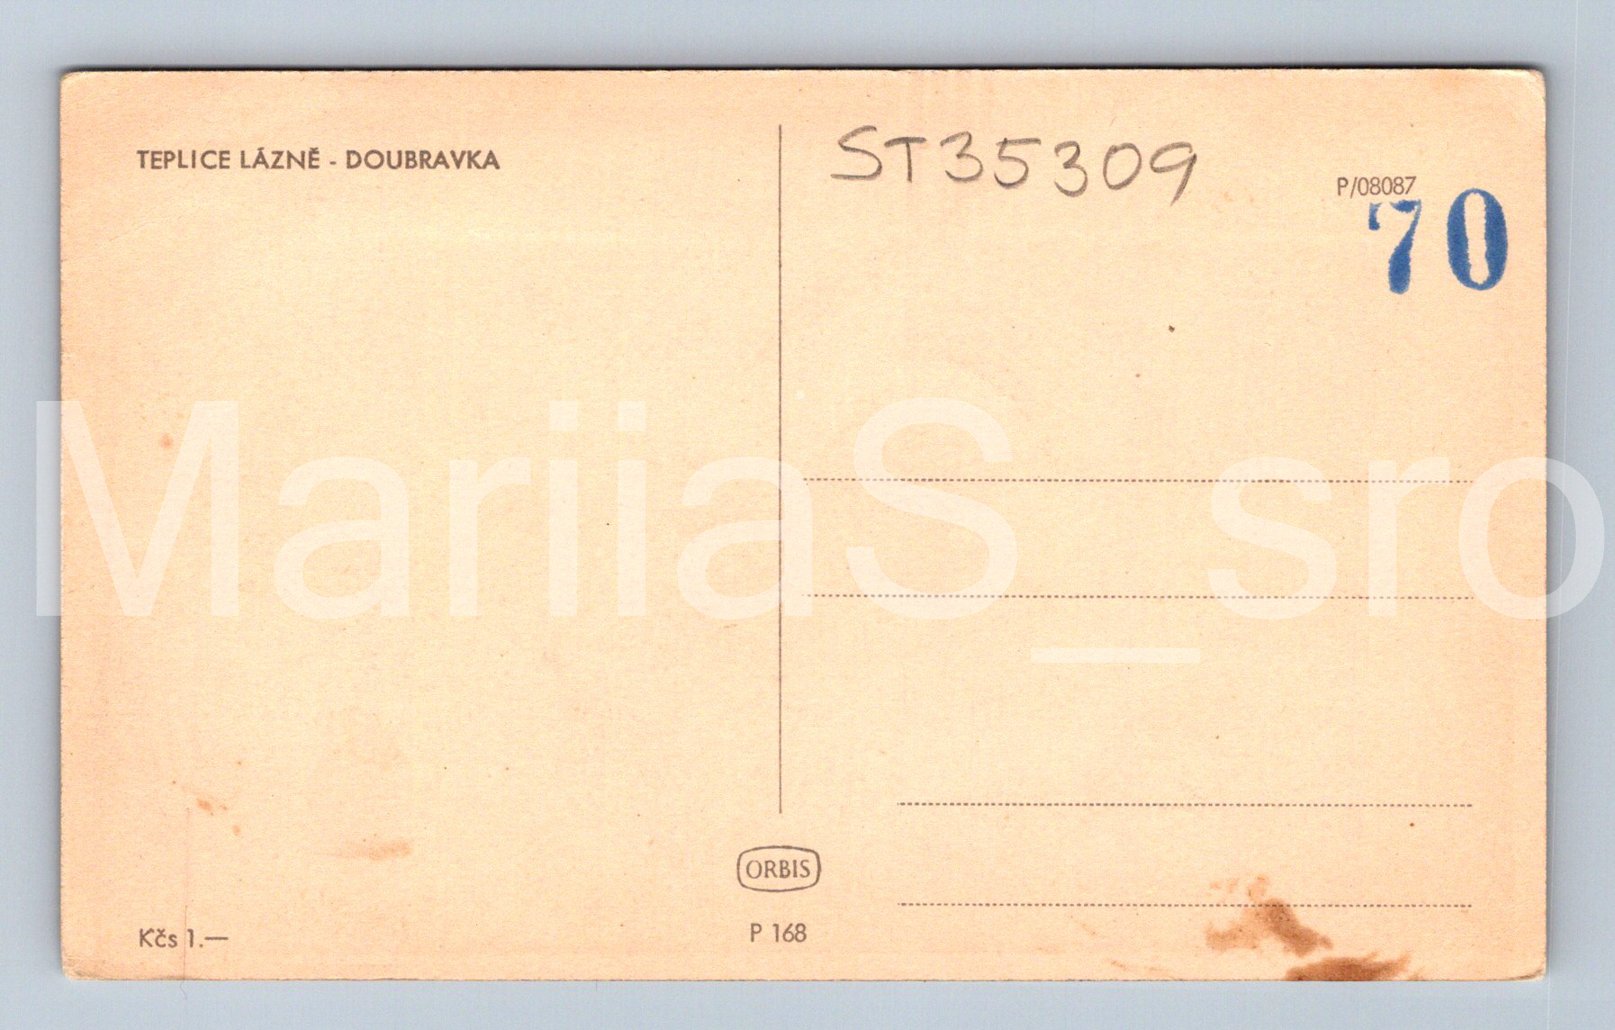 TEPLICE LÁZNĚ - DOUBRAVKA
ST35309
P/08087
70
MariiaS_sro
ORBIS
P 168
Kčs 1.—